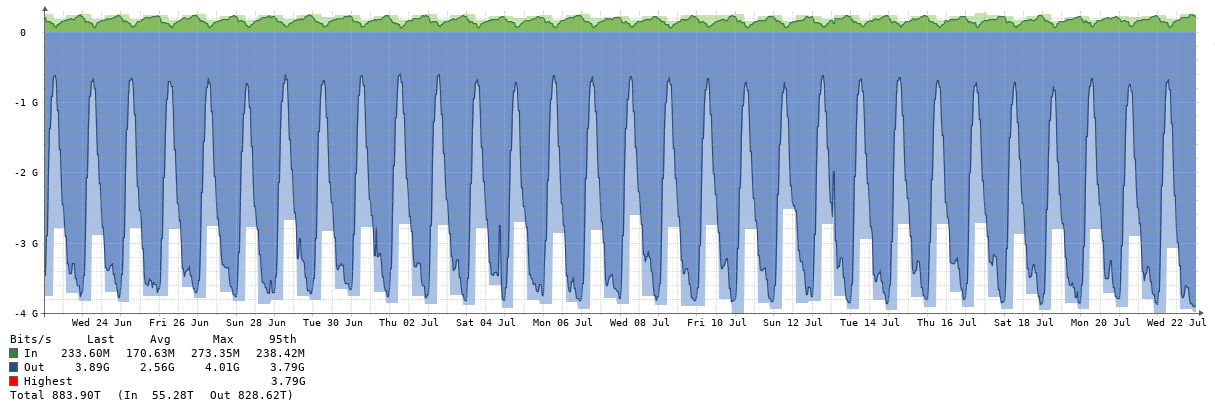 0
-1 G
-2 G
-3 G
-4 G
Wed 24 Jun Fri 26 Jun Sun 28 Jun Tue 30 Jun Thu 02 Jul Sat 04 Jul Mon 06 Jul Wed 08 Jul Fri 10 Jul Sun 12 Jul Tue 14 Jul Thu 16 Jul Sat 18 Jul Mon 20 Jul Wed 22 Jul
Bits/s Last Avg Max 95th
In 233.60M 170.63M 273.35M 238.42M
Out 3.89G 2.56G 4.01G 3.79G
Highest 3.79G
Total 883.90T (In 55.28T Out 828.62T)